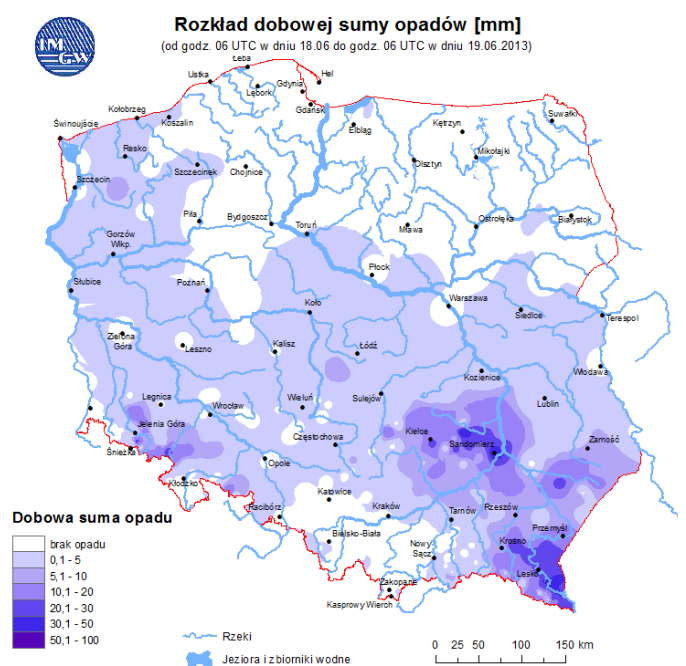 Rozkład dobowej sumy opadów [mm]
(od godz. 06 UTC w dniu 18.06 do godz. 06 UTC w dniu 19.06.2013)
IM
GW
Łeba
Hel
Ustka
Gdynia
Lębork
Gdańsk
Kołobrzeg
Koszalin
Świnoujście
Elbląg
Kętrzyn
Suwałki
Resko
Szczecinek
Chojnice
Olsztyn
Mikołajki
Szczecin
Piła
Bydgoszcz
Toruń
Mława
Ostrołęka
Białystok
Gorzów
Wlkp.
Płock
Słubice
Poznań
Koło
Warszawa
Siedlce
Terespol
Zielona
Góra
Leszno
Kalisz
Łódź
Kozienice
Włodawa
Legnica
Wrocław
Wieluń
Sulejów
Lublin
Jelenia Góra
Częstochowa
Kielce
Sandomierz
Zamość
Śnieżka
Opole
Kłodzko
Katowice
Racibórz
Kraków
Tarnów
Rzeszów
Przemyśl
Bielsko-Biała
Nowy
Sącz
Krosno
Lesko
Zakopane
Kasprowy Wierch
Dobowa suma opadu
brak opadu
0,1 - 5
5,1 - 10
10,1 - 20
20,1 - 30
30,1 - 50
50,1 - 100
Rzeki
Jeziora i zbiorniki wodne
0 25 50 100 150 km